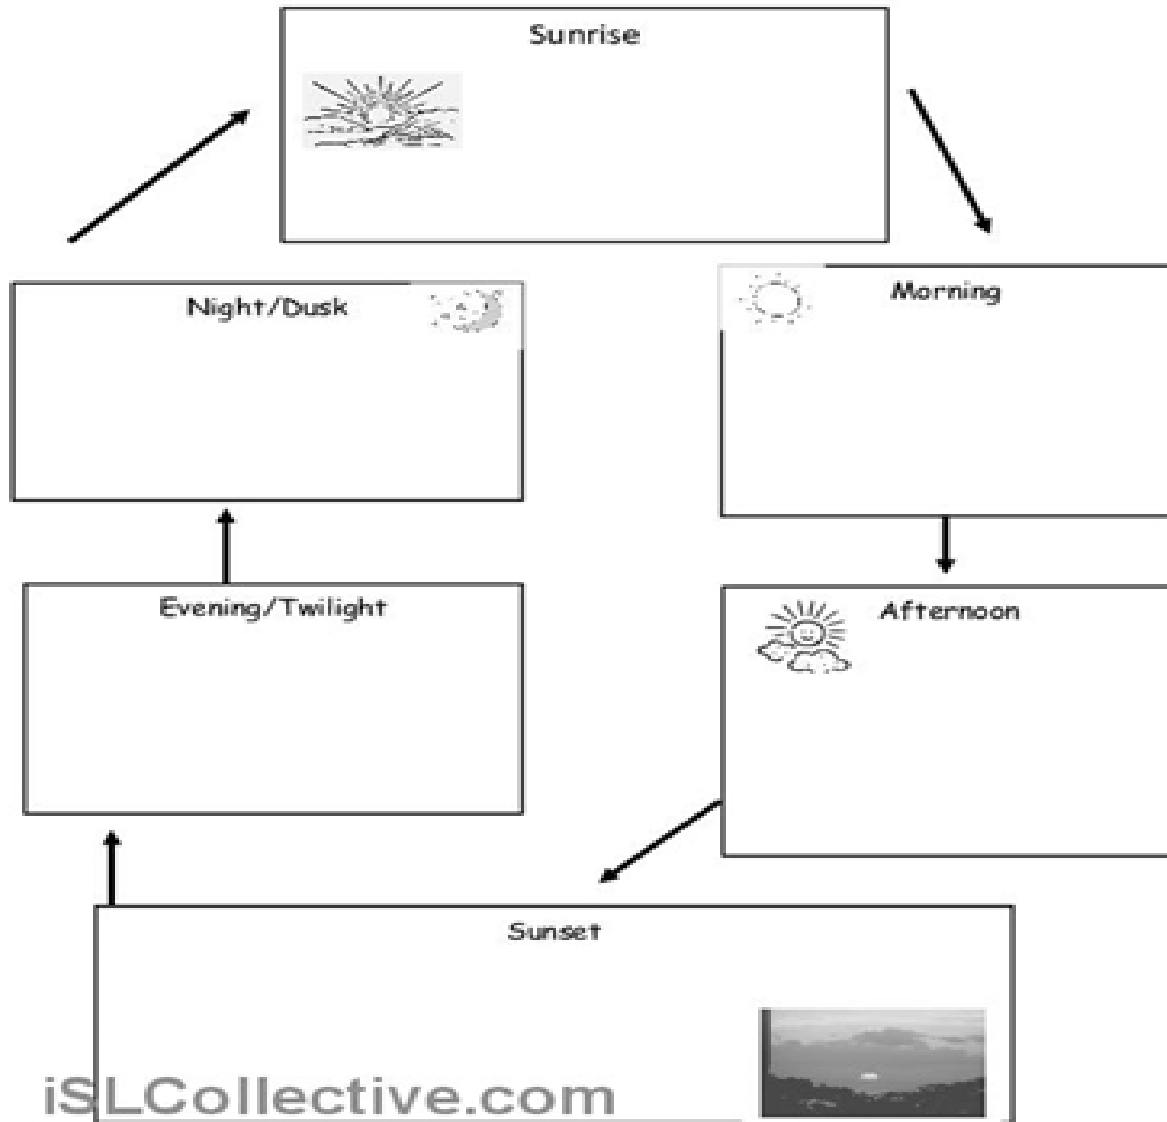 Sunrise
Night/Dusk
Morning
Evening/Twilight
Afternoon
Sunset
iSLCollective.com